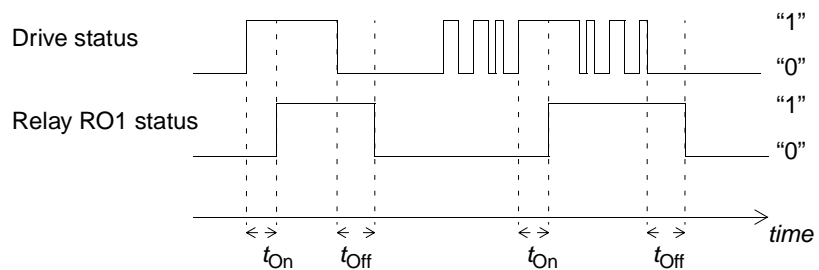 Drive status
“1”
“0”
Relay RO1 status
“1”
“0”
time
tOn
tOff
tOn
tOff